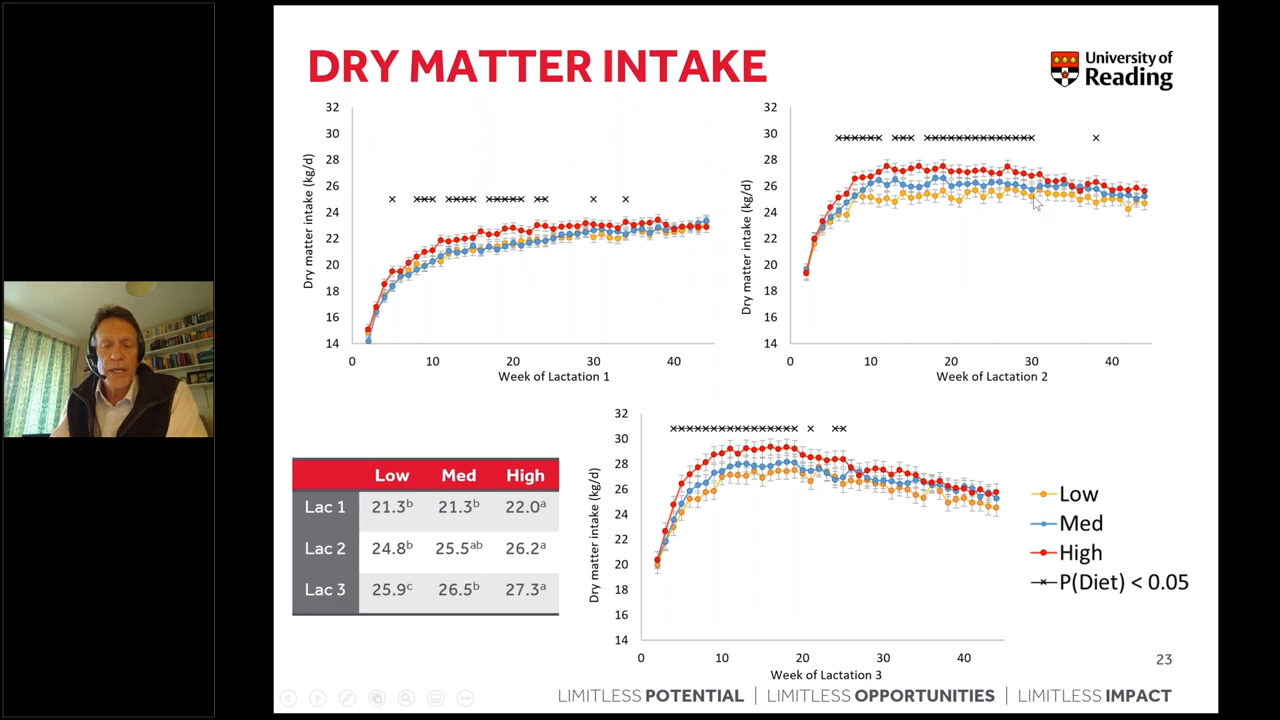 DRY MATTER INTAKE
University of
Reading
32
30
28
26
24
22
20
18
16
14
Dry matter intake (kg/d)
0
10
20
30
40
Week of Lactation 1
32
30
28
26
24
22
20
18
16
14
Dry matter intake (kg/d)
0
10
20
30
40
Week of Lactation 2
Low Med High
Lac 1 21.3ᵇ 21.3ᵇ 22.0ᵃ
Lac 2 24.8ᵇ 25.5ᵃᵇ 26.2ᵃ
Lac 3 25.9ᶜ 26.5ᵇ 27.3ᵃ
32
30
28
26
24
22
20
18
16
14
Dry matter intake (kg/d)
0
10
20
30
40
Week of Lactation 3
Low
Med
High
P(Diet) < 0.05
23
LIMITLESS POTENTIAL | LIMITLESS OPPORTUNITIES | LIMITLESS IMPACT